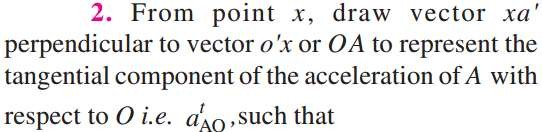 2. From point x, draw vector xa'
perpendicular to vector o'x or OA to represent the
tangential component of the acceleration of A with
respect to O i.e. aᵗAO, such that